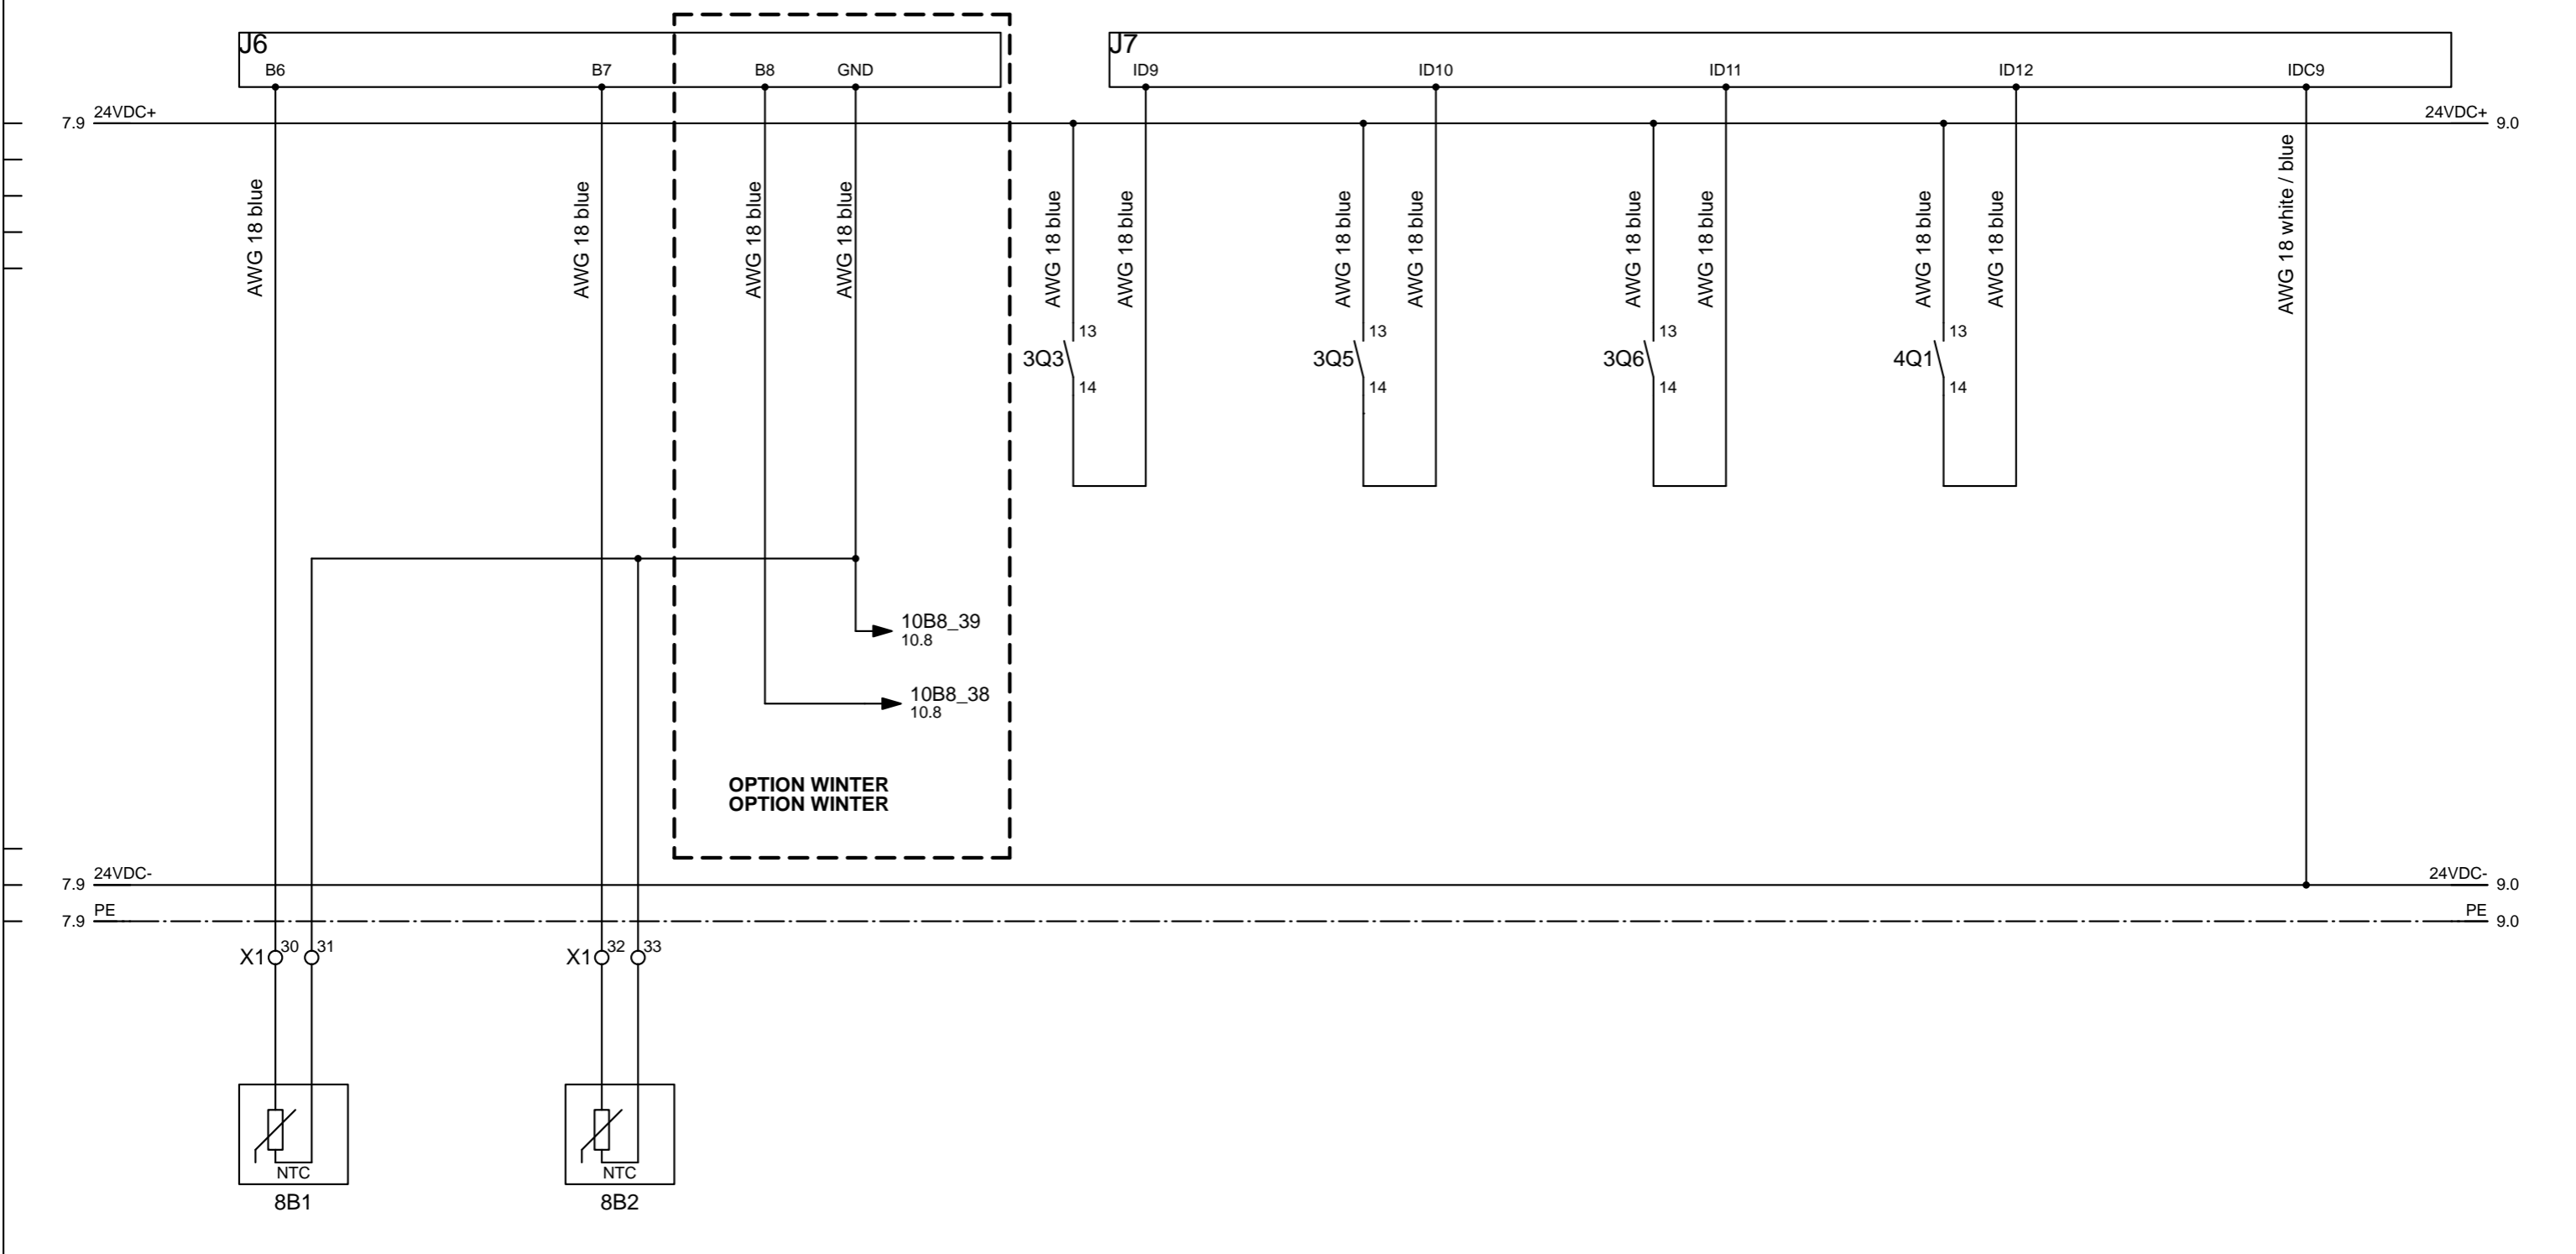 J6
J7
B6
B7
B8
GND
ID9
ID10
ID11
ID12
IDC9
7.9
24VDC+
24VDC+
9.0
AWG 18 blue
AWG 18 blue
AWG 18 blue
AWG 18 blue
AWG 18 blue
AWG 18 blue
AWG 18 blue
AWG 18 blue
AWG 18 blue
AWG 18 blue
AWG 18 blue
AWG 18 blue
AWG 18 white / blue
13
13
13
13
3Q3
3Q5
3Q6
4Q1
14
14
14
14
10B8_39
10.8
10B8_38
10.8
OPTION WINTER
OPTION WINTER
7.9
24VDC-
24VDC-
9.0
7.9
PE
PE
9.0
X1
30
31
X1
32
33
NTC
NTC
8B1
8B2